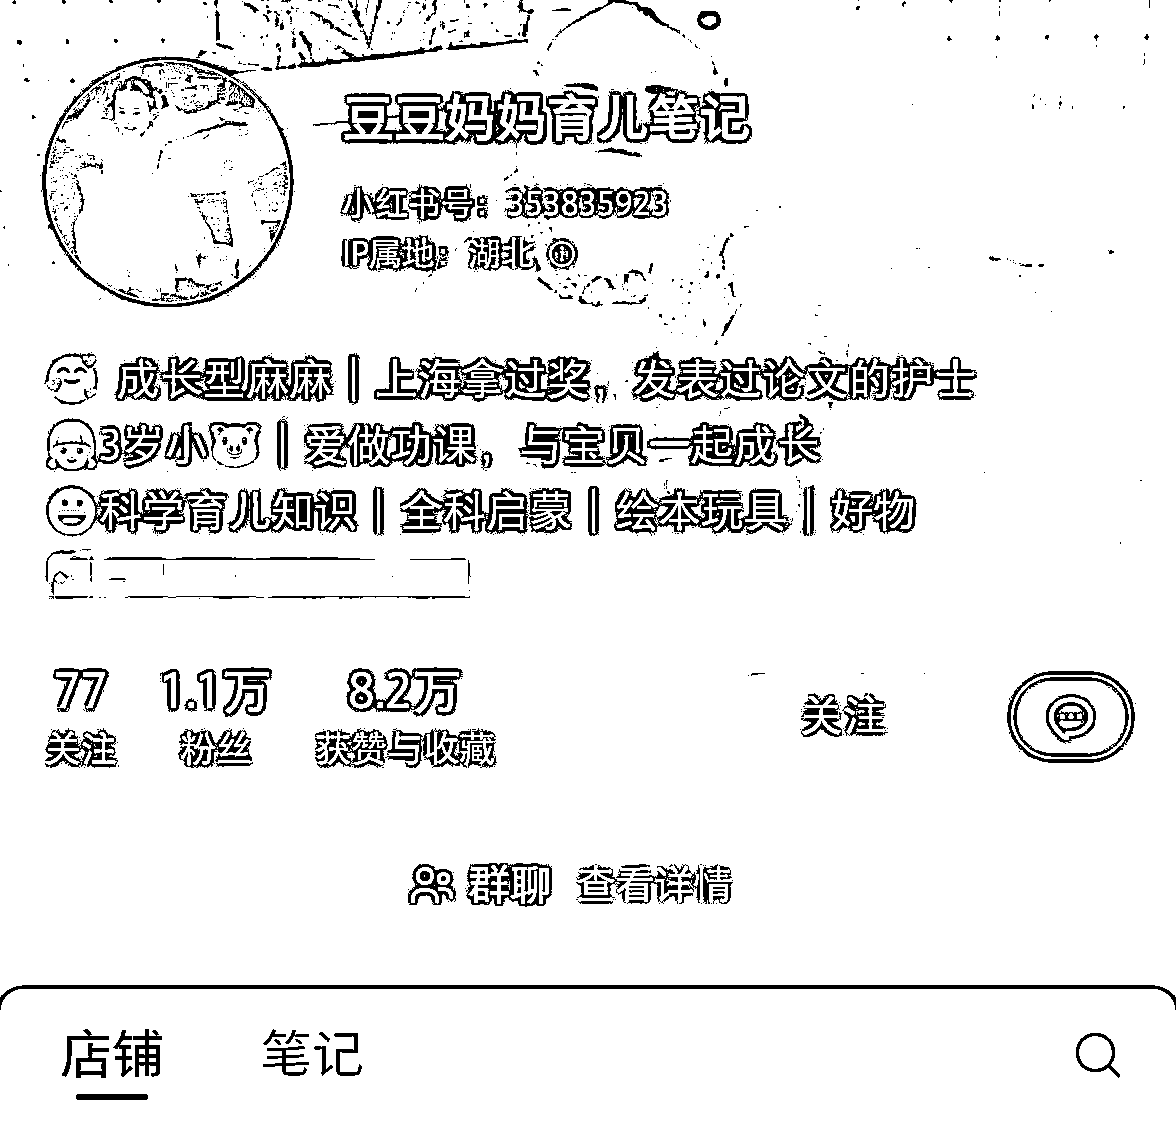 豆豆妈妈育儿笔记
小红书号：353835923
IP属地：湖北
成长型麻麻｜上海拿过奖，发表过论文的护士
3岁小🐷｜爱做功课，与宝贝一起成长
科学育儿知识｜全科启蒙｜绘本玩具｜好物
77 1.1万 8.2万
关注 粉丝 获赞与收藏
关注
群聊 查看详情
店铺 笔记